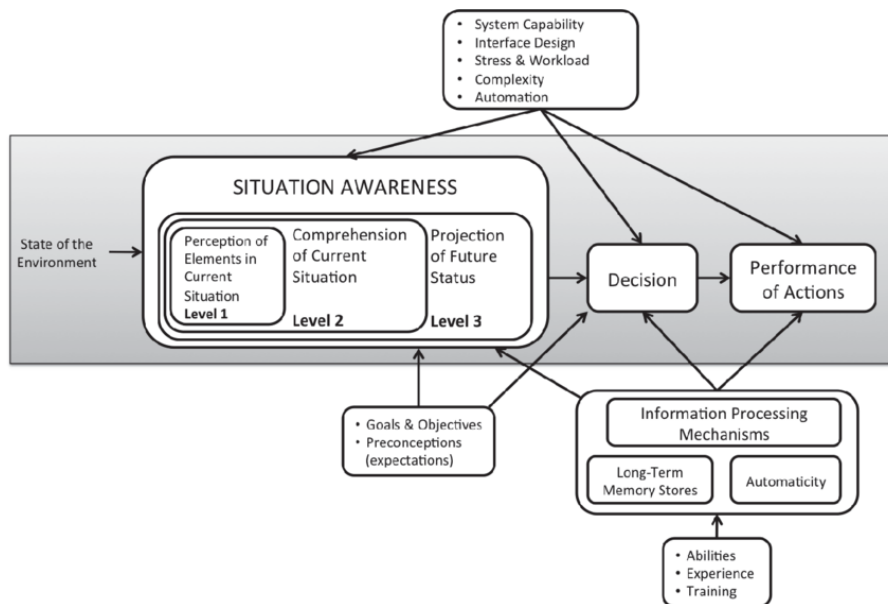 • System Capability
• Interface Design
• Stress & Workload
• Complexity
• Automation
SITUATION AWARENESS
State of the
Environment
Perception of
Elements in
Current
Situation
Level 1
Comprehension
of Current
Situation
Level 2
Projection
of Future
Status
Level 3
Decision
Performance
of Actions
• Goals & Objectives
• Preconceptions
(expectations)
Information Processing
Mechanisms
Long-Term
Memory Stores
Automaticity
• Abilities
• Experience
• Training